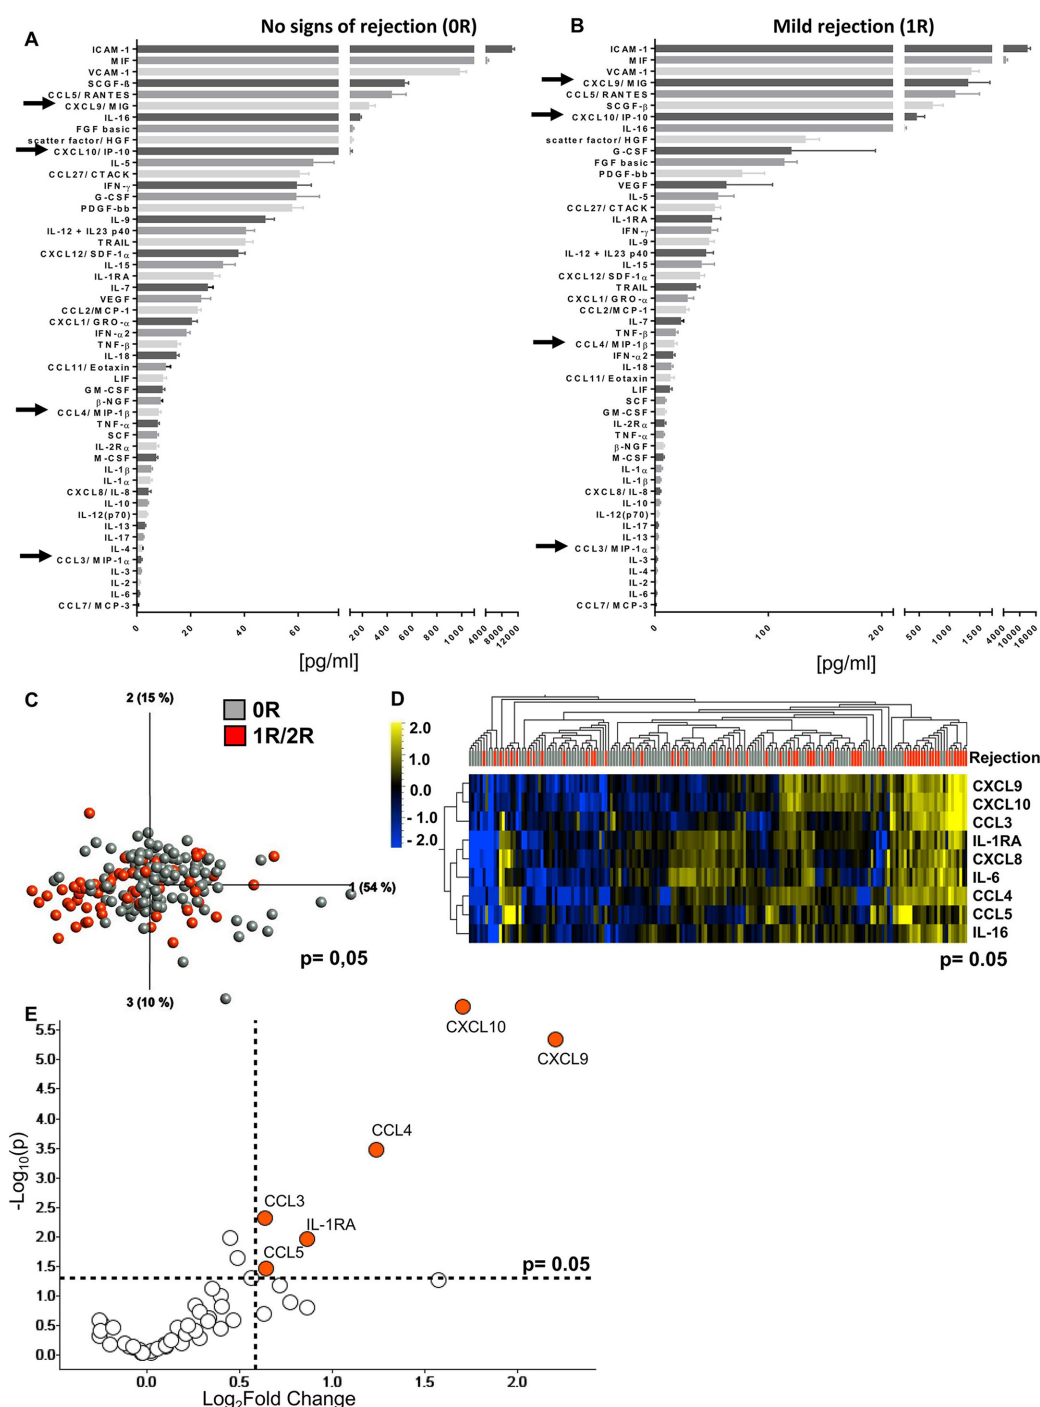 A
No signs of rejection (0R)
ICAM-1
MIF
VCAM-1
SCGF-ß
CCL5/ RANTES
CXCL9/ MIG
IL-16
FGF basic
scatter factor/ HGF
CXCL10/ IP-10
IL-5
CCL27/ CTACK
IFN-γ
G-CSF
PDGF-bb
IL-9
IL-12 + IL23 p40
TRAIL
CXCL12/ SDF-1α
IL-15
IL-1RA
IL-7
VEGF
CCL2/MCP-1
CXCL1/ GRO-α
IFN-α2
TNF-β
IL-18
CCL11/ Eotaxin
LIF
GM-CSF
β-NGF
CCL4/ MIP-1β
TNF-α
SCF
IL-2Rα
M-CSF
IL-1β
IL-1α
CXCL8/ IL-8
IL-10
IL-12(p70)
IL-13
IL-17
IL-4
CCL3/ MIP-1α
IL-3
IL-2
IL-6
CCL7/ MCP-3
0 20 40 60 200 400 600 800 1000 4000 12000
[pg/ml]
B
Mild rejection (1R)
ICAM-1
MIF
VCAM-1
CXCL9/ MIG
CCL5/ RANTES
SCGF-β
CXCL10/ IP-10
IL-16
scatter factor/ HGF
G-CSF
FGF basic
PDGF-bb
VEGF
IL-5
CCL27/ CTACK
IL-1RA
IFN-γ
IL-9
IL-12 + IL23 p40
IL-15
CXCL12/ SDF-1α
TRAIL
CXCL1/ GRO-α
CCL2/MCP-1
IL-7
TNF-β
CCL4/ MIP-1β
IFN-α2
IL-18
CCL11/ Eotaxin
LIF
SCF
GM-CSF
IL-2Rα
TNF-α
β-NGF
M-CSF
IL-1α
IL-1β
CXCL8/ IL-8
IL-10
IL-12(p70)
IL-17
IL-13
CCL3/ MIP-1α
IL-3
IL-4
IL-2
IL-6
CCL7/ MCP-3
0 100 200 500 1000 1500 4000 10000 16000
[pg/ml]
C
2 (15 %)
0R
1R/2R
1 (54 %)
p= 0,05
3 (10 %)
D
2.0
1.0
0.0
- 1.0
- 2.0
Rejection
CXCL9
CXCL10
CCL3
IL-1RA
CXCL8
IL-6
CCL4
CCL5
IL-16
p= 0.05
E
5.5
5.0
4.5
4.0
3.5
3.0
2.5
2.0
1.5
1.0
0.5
0.0
-Log10(p)
CXCL10
CXCL9
CCL4
CCL3
IL-1RA
CCL5
p= 0.05
0.0 0.5 1.0 1.5 2.0
Log2Fold Change